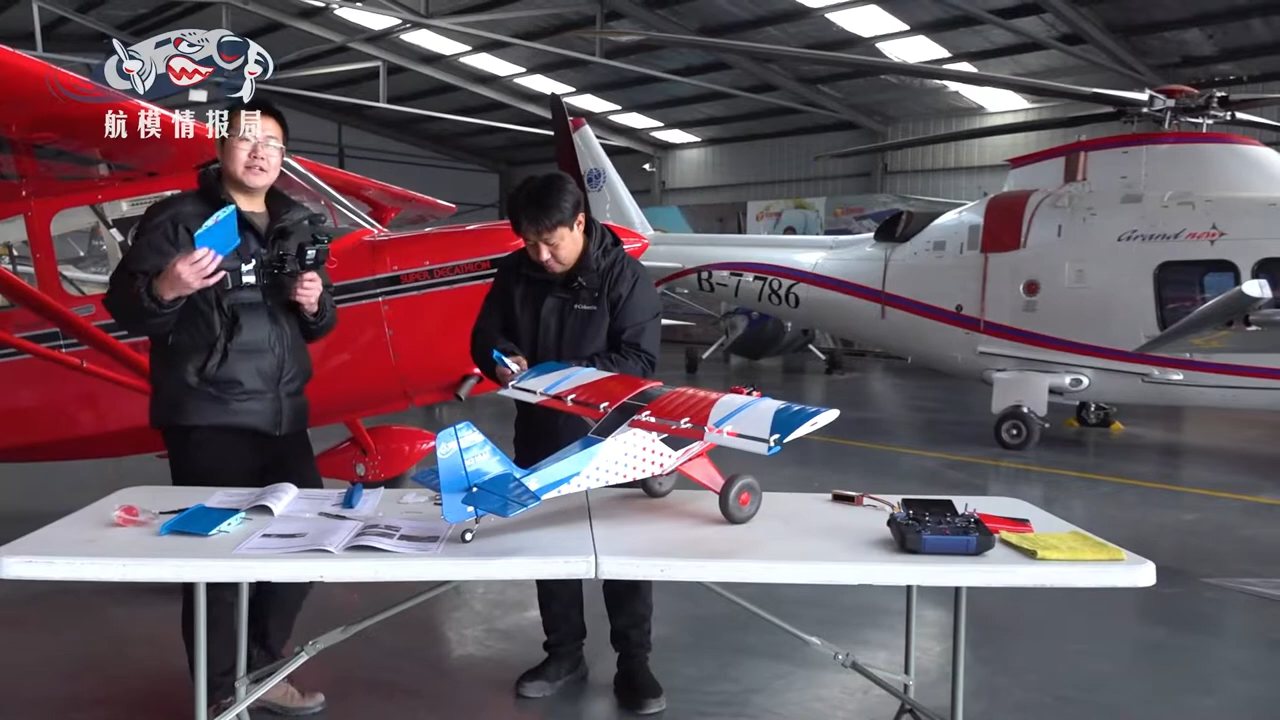 航模情报局
SUPER DECATHLON
Columbia
B-7786
Grand new